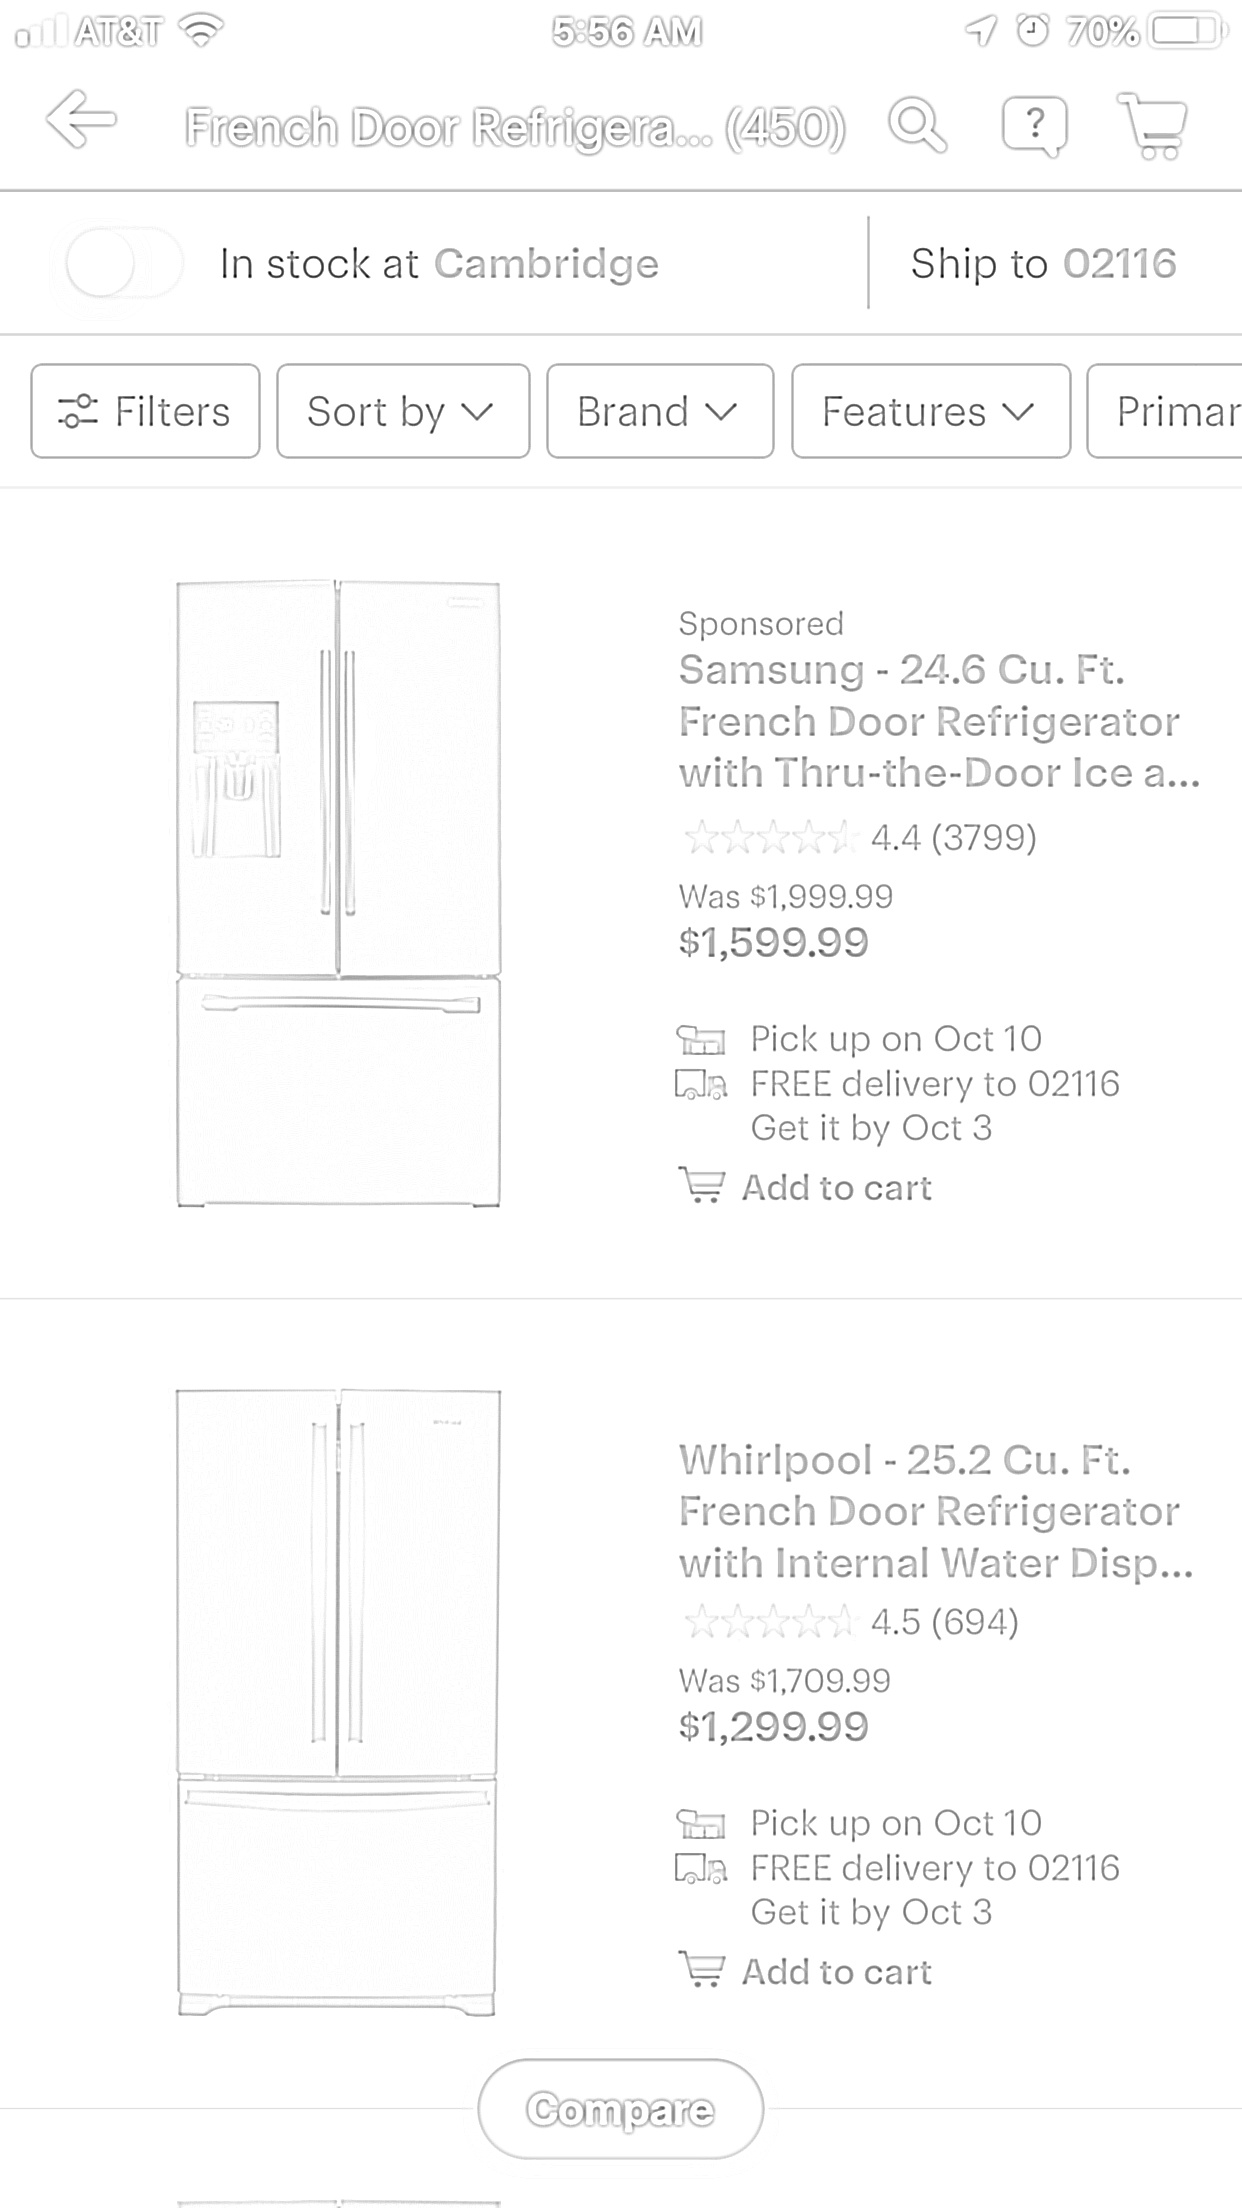 AT&T 5:56 AM 70%
French Door Refrigera... (450)
In stock at Cambridge Ship to 02116
Filters Sort by Brand Features Primar
Sponsored
Samsung - 24.6 Cu. Ft.
French Door Refrigerator
with Thru-the-Door Ice a...
4.4 (3799)
Was $1,999.99
$1,599.99
Pick up on Oct 10
FREE delivery to 02116
Get it by Oct 3
Add to cart
Whirlpool - 25.2 Cu. Ft.
French Door Refrigerator
with Internal Water Disp...
4.5 (694)
Was $1,709.99
$1,299.99
Pick up on Oct 10
FREE delivery to 02116
Get it by Oct 3
Add to cart
Compare